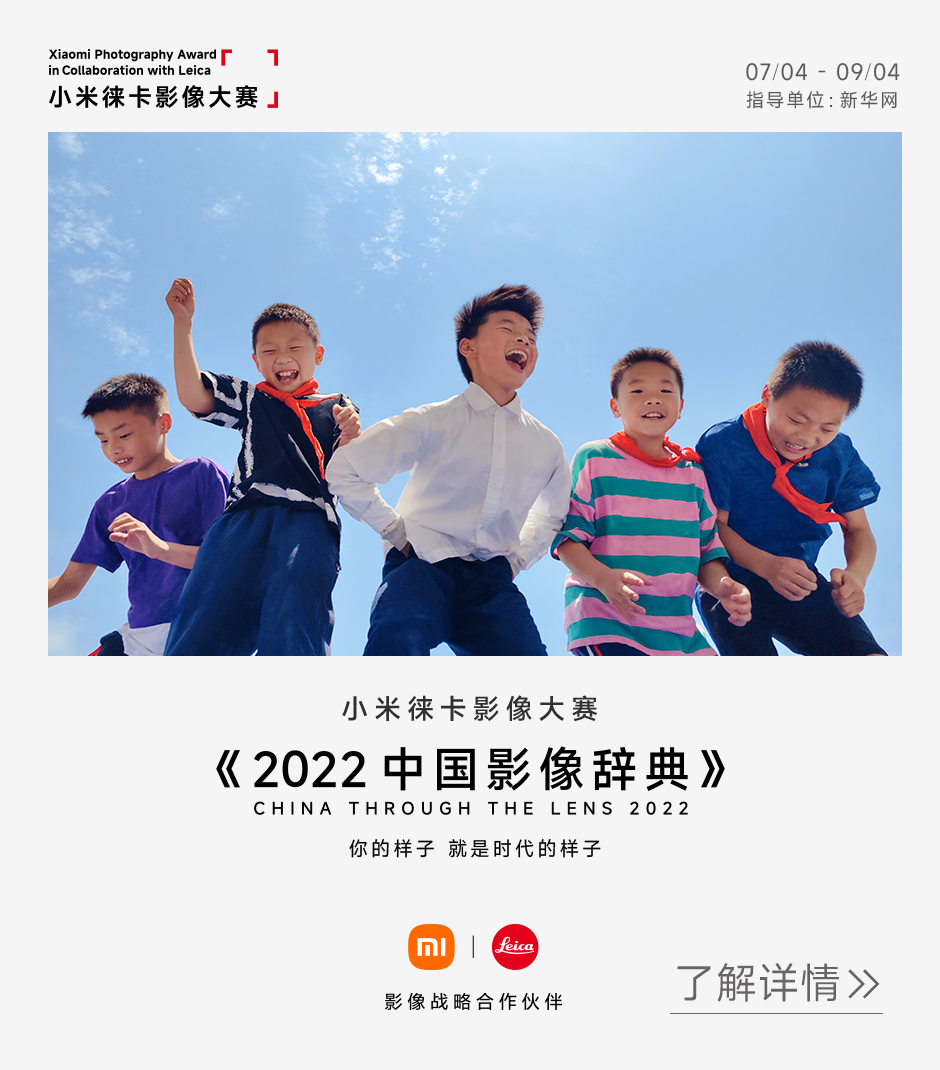 Xiaomi Photography Award
in Collaboration with Leica
小米徕卡影像大赛
07/04 - 09/04
指导单位：新华网
小米徕卡影像大赛
《2022 中国影像辞典》
CHINA THROUGH THE LENS 2022
你的样子 就是时代的样子
mi | Leica
影像战略合作伙伴
了解详情